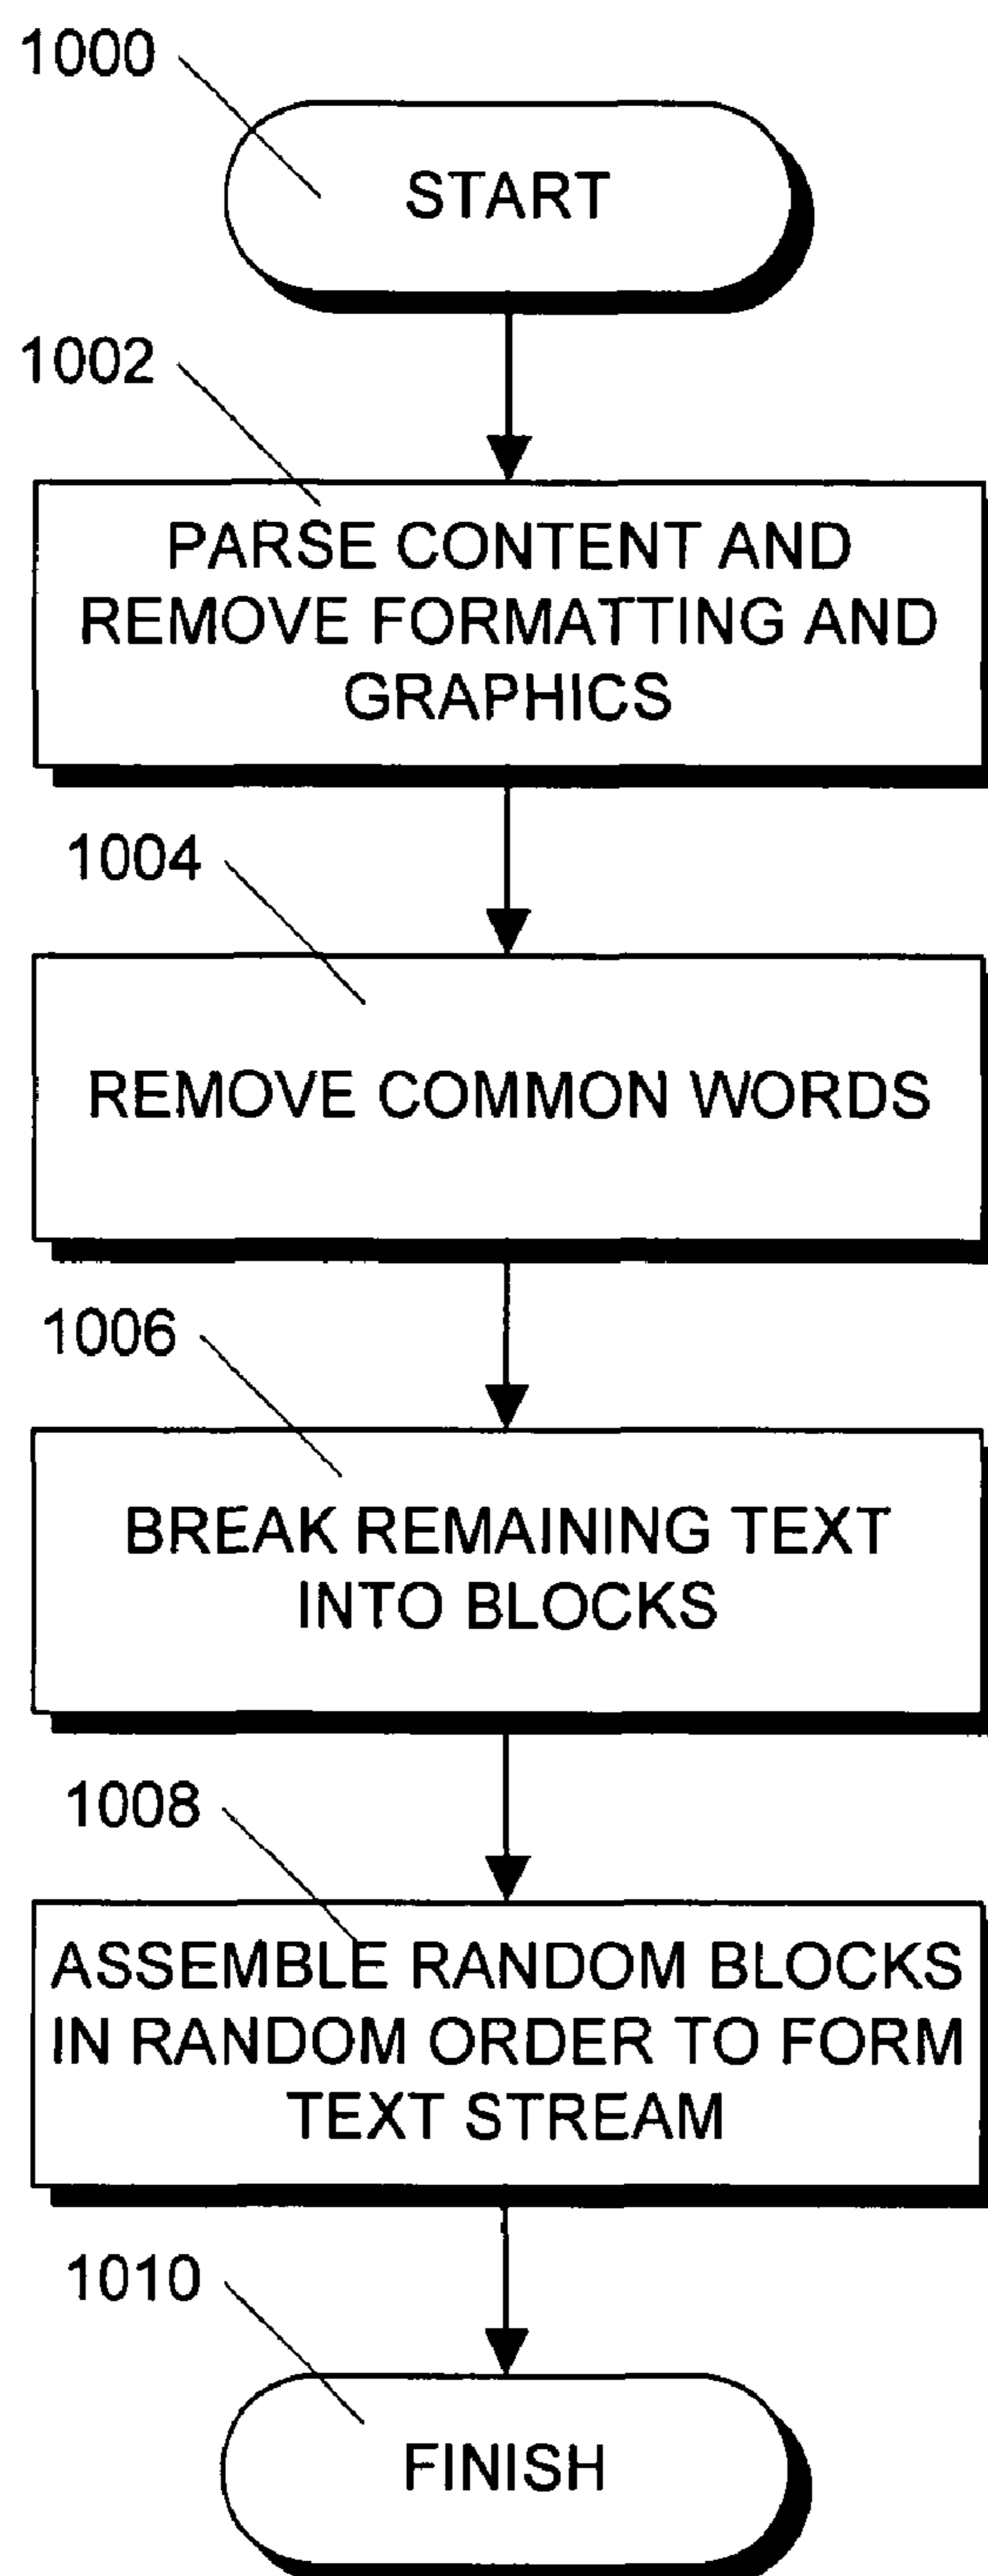 1000
START
1002
PARSE CONTENT AND
REMOVE FORMATTING AND
GRAPHICS
1004
REMOVE COMMON WORDS
1006
BREAK REMAINING TEXT
INTO BLOCKS
1008
ASSEMBLE RANDOM BLOCKS
IN RANDOM ORDER TO FORM
TEXT STREAM
1010
FINISH